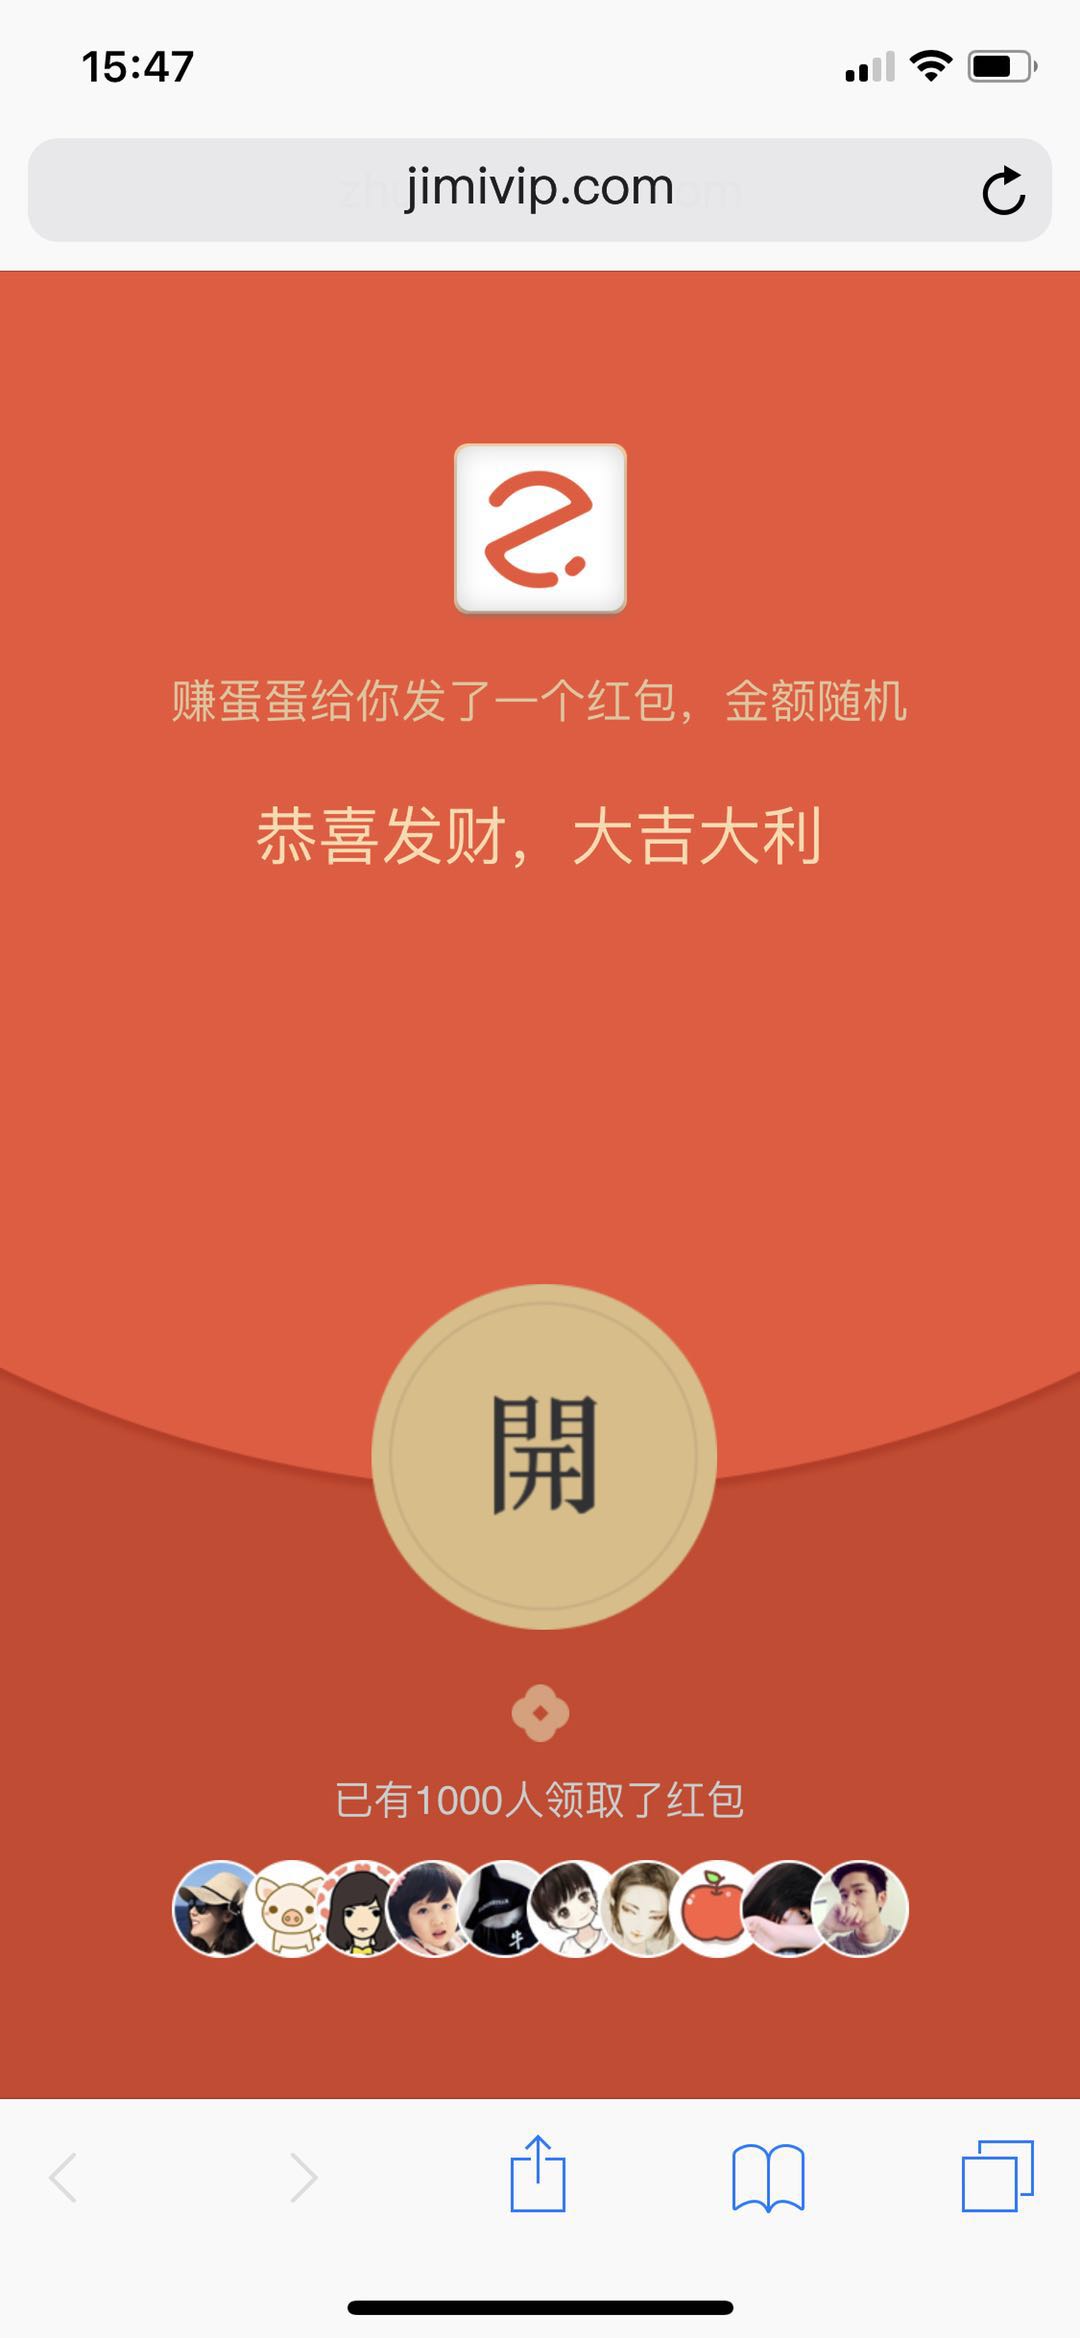 15:47
jimivip.com
赚蛋蛋给你发了一个红包，金额随机
恭喜发财，大吉大利
開
已有1000人领取了红包
牛